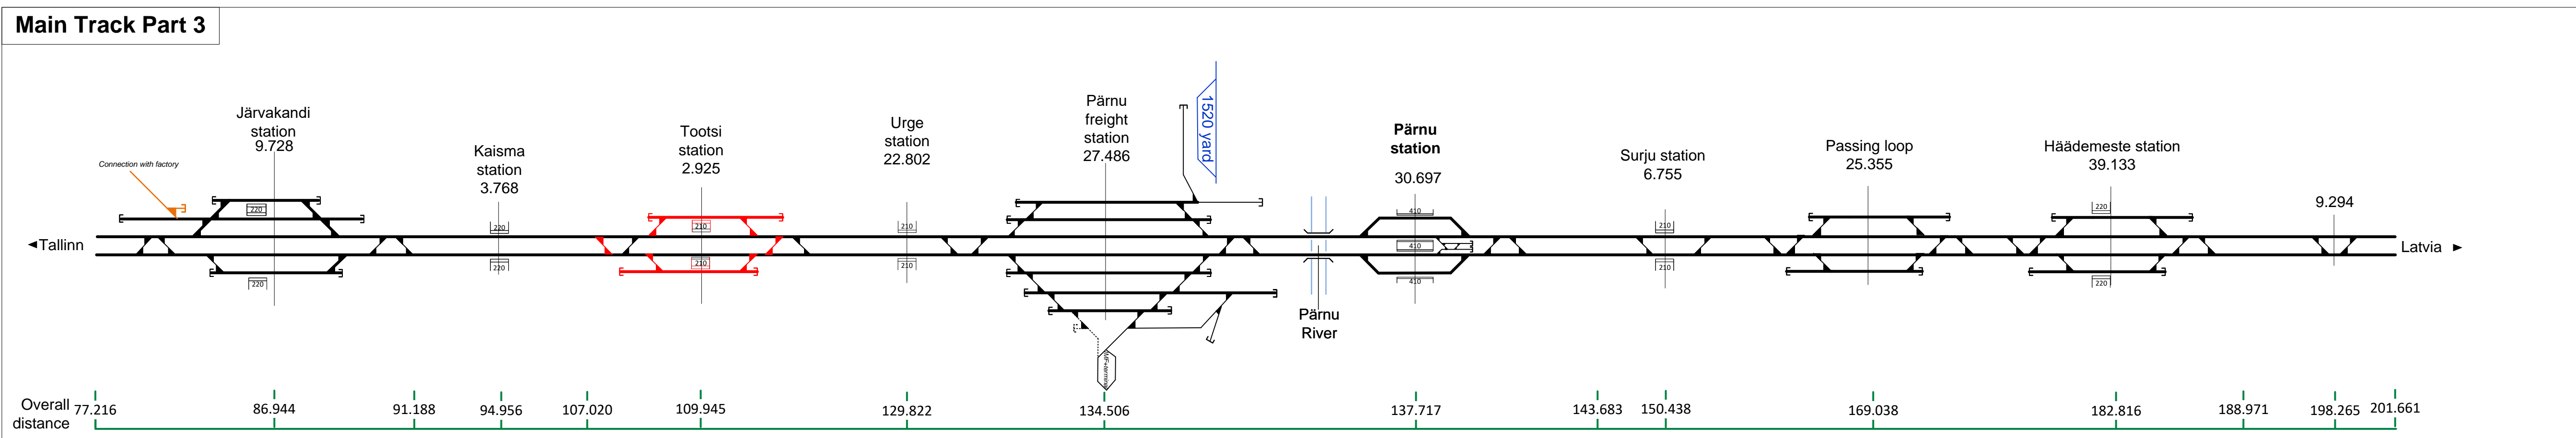 Main Track Part 3
Järvakandi
station
9.728
Connection with factory
Kaisma
station
3.768
Tootsi
station
2.925
Urge
station
22.802
Pärnu
freight
station
27.486
1520 yard
Pärnu
station
30.697
Surju station
6.755
Passing loop
25.355
Häädemeste station
39.133
9.294
220
220
220
220
210
210
210
210
410
410
410
210
210
220
220
Tallinn
Latvia
Pärnu
River
Overall
distance
77.216
86.944
91.188
94.956
107.020
109.945
129.822
134.506
137.717
143.683
150.438
169.038
182.816
188.971
198.265
201.661